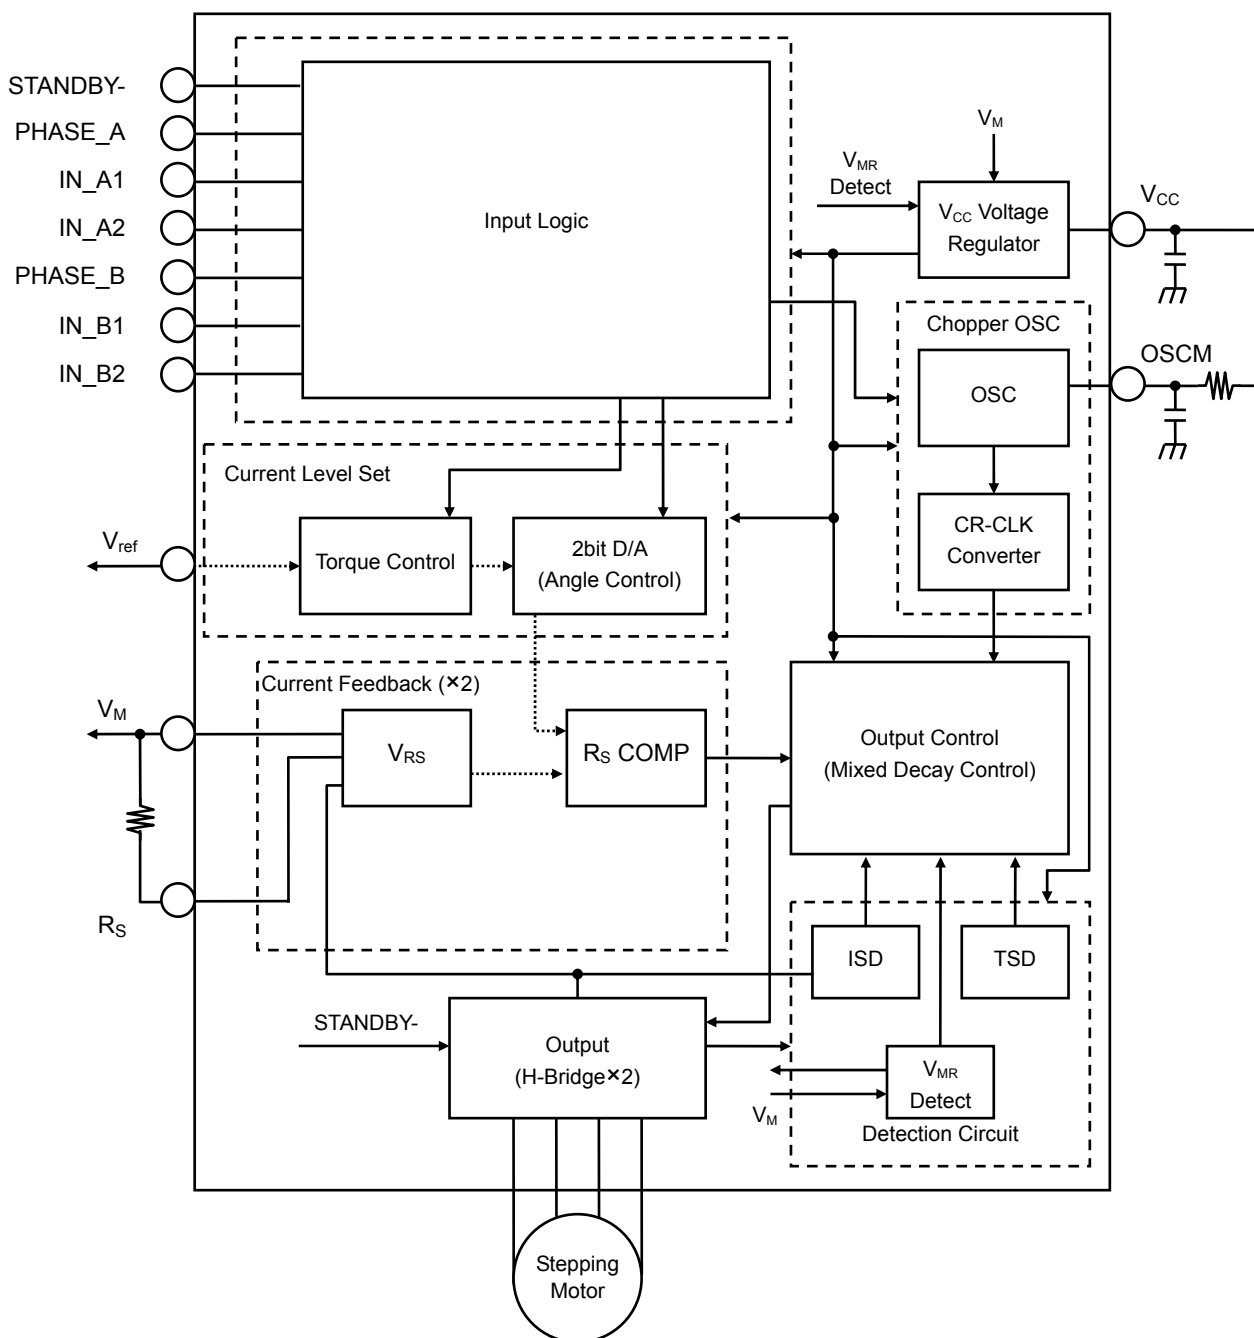 STANDBY-
PHASE_A
IN_A1
IN_A2
PHASE_B
IN_B1
IN_B2
Input Logic
VM
VMR
Detect
VCC Voltage
Regulator
VCC
Chopper OSC
OSC
OSCM
CR-CLK
Converter
Current Level Set
Vref
Torque Control
2bit D/A
(Angle Control)
Current Feedback (×2)
VM
VRS
RS COMP
Output Control
(Mixed Decay Control)
RS
ISD
TSD
STANDBY-
Output
(H-Bridge×2)
VMR
Detect
VM
Detection Circuit
Stepping
Motor